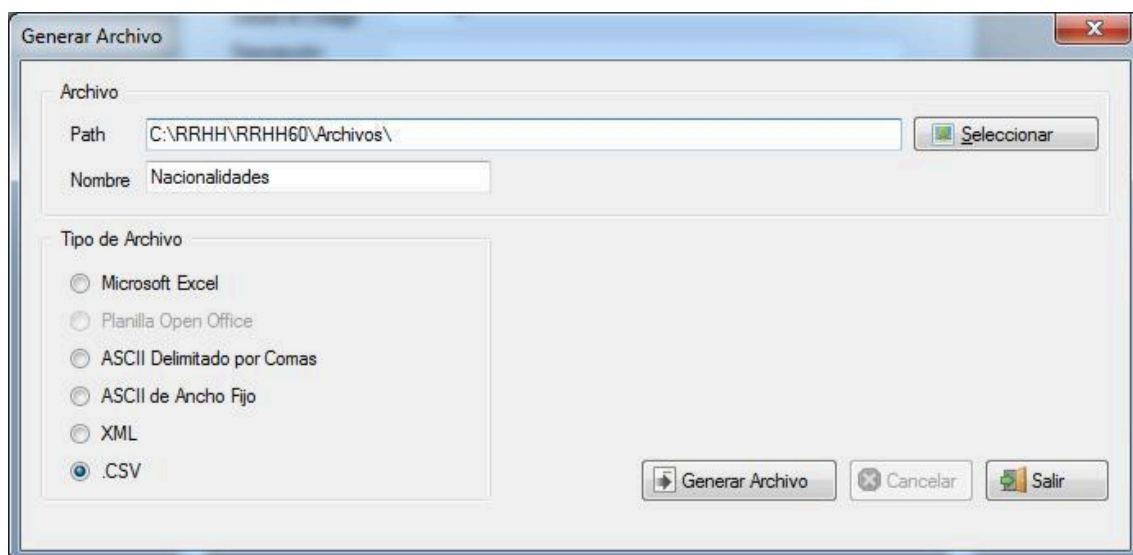 Generar Archivo
Archivo
Path C:\RRHH\RRHH60\Archivos\ Seleccionar
Nombre Nacionalidades
Tipo de Archivo
Microsoft Excel
Planilla Open Office
ASCII Delimitado por Comas
ASCII de Ancho Fijo
XML
.CSV
Generar Archivo Cancelar Salir